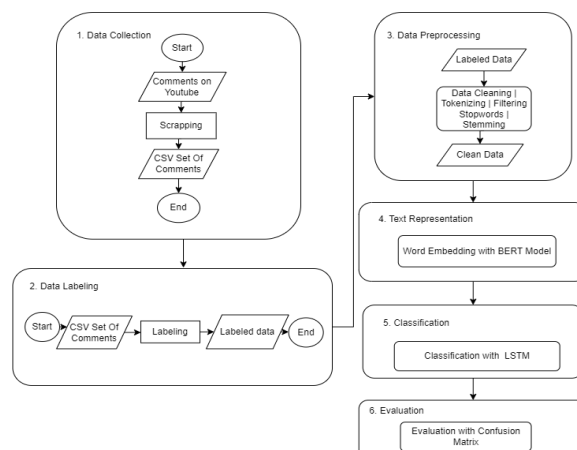 1. Data Collection
Start
Comments on
Youtube
Scrapping
CSV Set Of
Comments
End
2. Data Labeling
Start
CSV Set Of
Comments
Labeling
Labeled data
End
3. Data Preprocessing
Labeled Data
Data Cleaning |
Tokenizing | Filtering
Stopwords |
Stemming
Clean Data
4. Text Representation
Word Embedding with BERT Model
5. Classification
Classification with LSTM
6. Evaluation
Evaluation with Confusion
Matrix